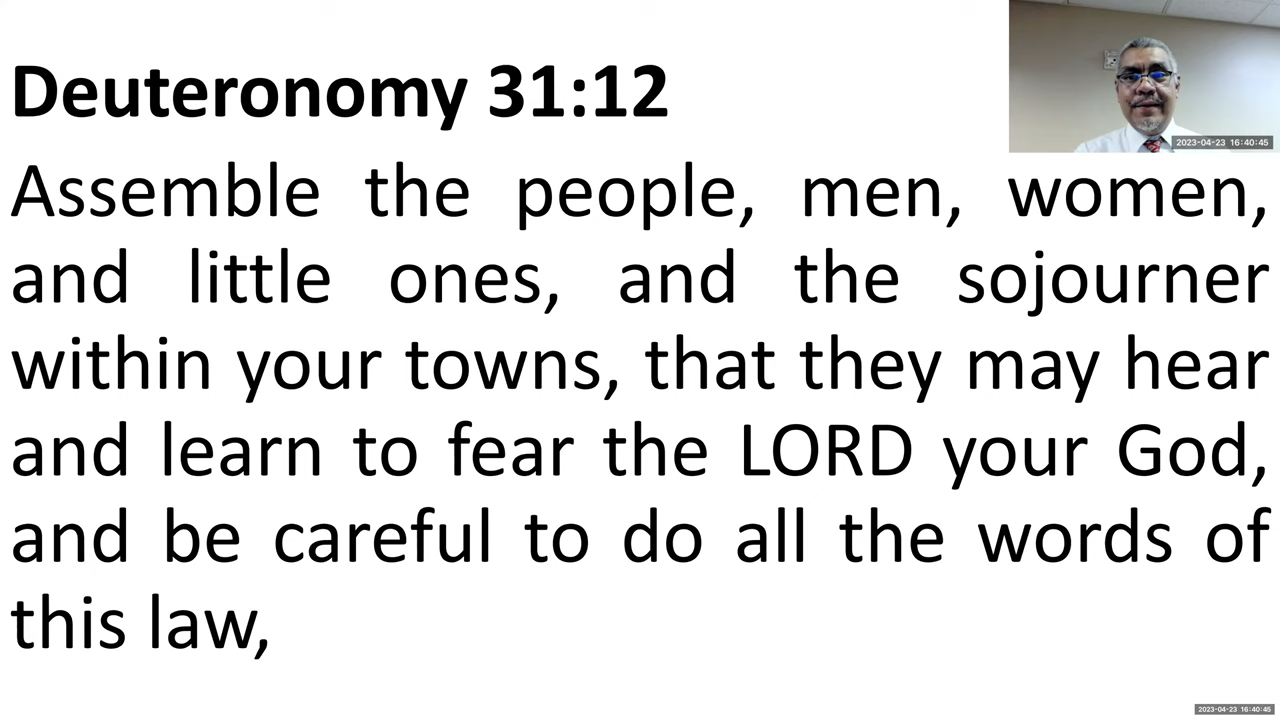 Deuteronomy 31:12
Assemble the people, men, women,
and little ones, and the sojourner
within your towns, that they may hear
and learn to fear the LORD your God,
and be careful to do all the words of
this law,
2023-04-23 16:40:45
2023-04-23 16:40:45